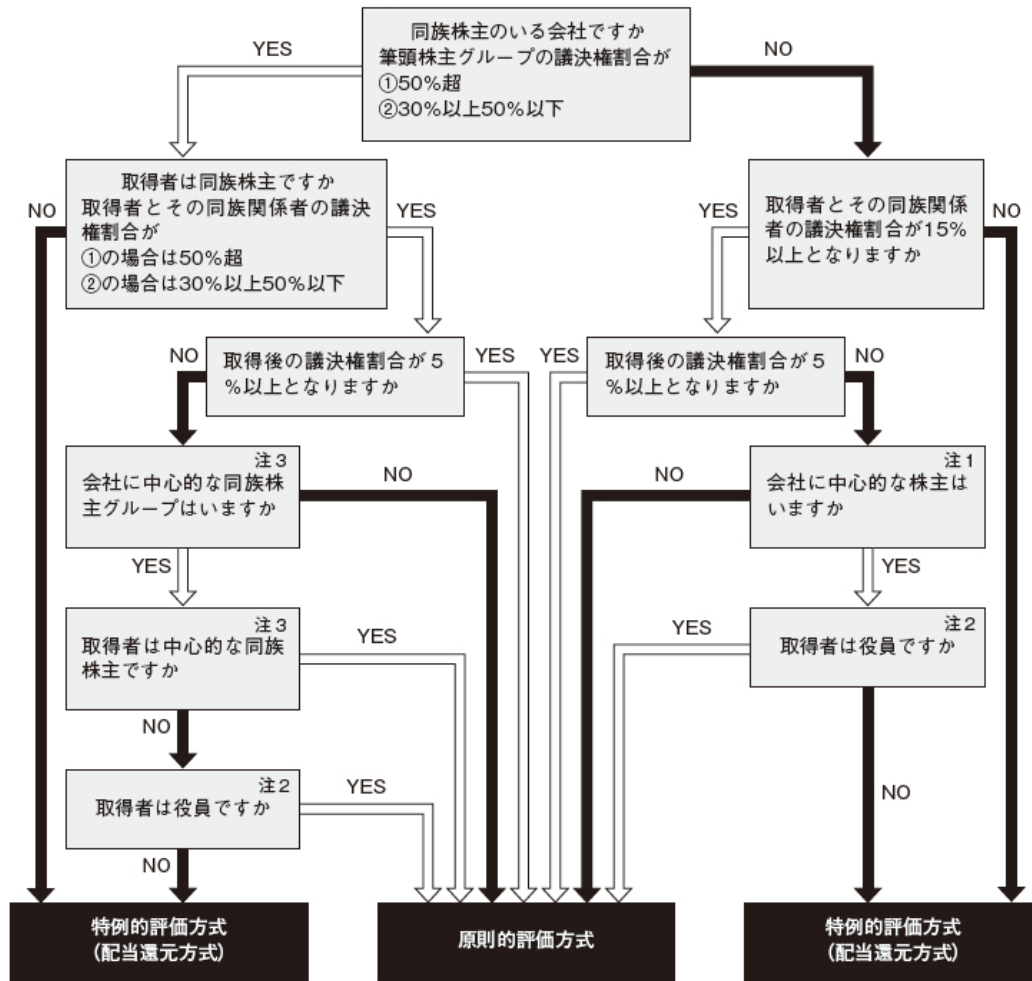 同族株主のいる会社ですか
筆頭株主グループの議決権割合が
①50%超
②30%以上50%以下
YES
NO
取得者は同族株主ですか
取得者とその同族関係者の議決
権割合が
①の場合は50%超
②の場合は30%以上50%以下
NO
YES
取得者とその同族関係
者の議決権割合が15%
以上となりますか
YES
NO
取得後の議決権割合が5
%以上となりますか
NO
YES
取得後の議決権割合が5
%以上となりますか
YES
NO
注3
会社に中心的な同族株
主グループはいますか
NO
YES
注1
会社に中心的な株主は
いますか
NO
YES
注3
取得者は中心的な同族
株主ですか
YES
NO
注2
取得者は役員ですか
YES
NO
注2
取得者は役員ですか
YES
NO
特例的評価方式
(配当還元方式)
原則的評価方式
特例的評価方式
(配当還元方式)